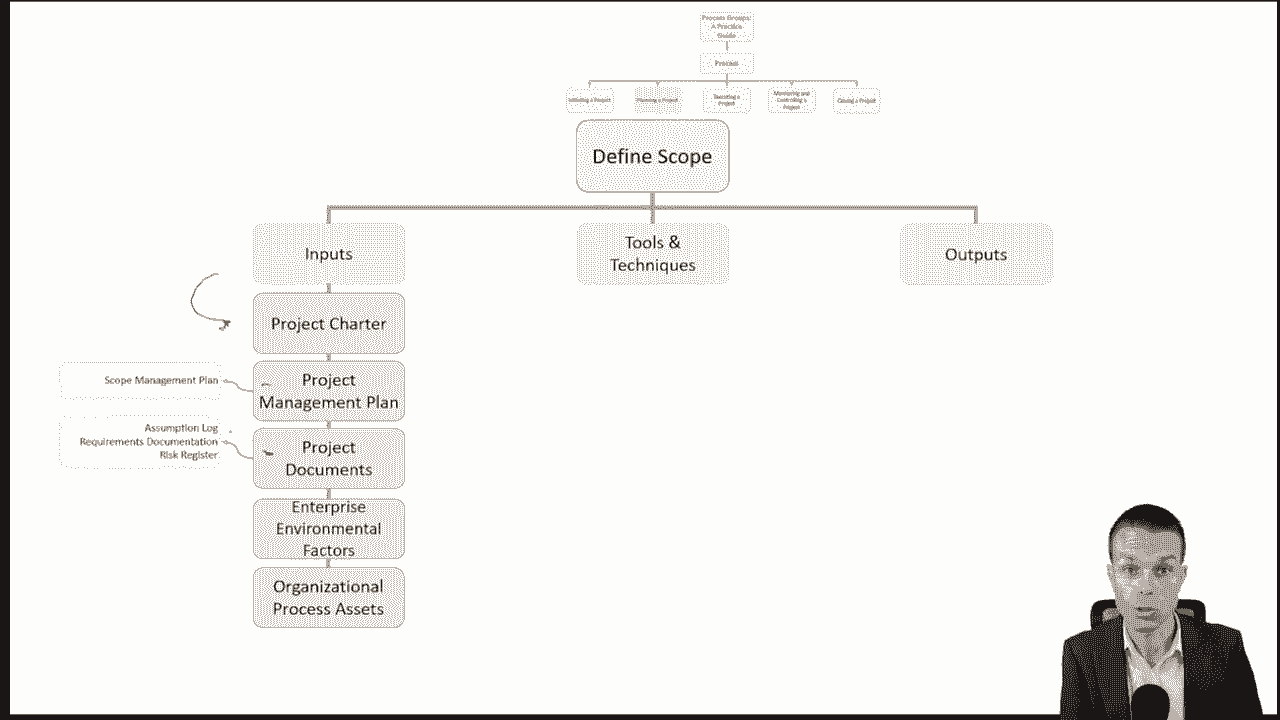 Process Groups:
A Practice
Guide
Process
Initiating a Project
Planning a Project
Executing a
Project
Monitoring and
Controlling a
Project
Closing a Project
Define Scope
Inputs
Tools &
Techniques
Outputs
Project Charter
Scope Management Plan
Project
Management Plan
Assumption Log
Requirements Documentation
Risk Register
Project
Documents
Enterprise
Environmental
Factors
Organizational
Process Assets